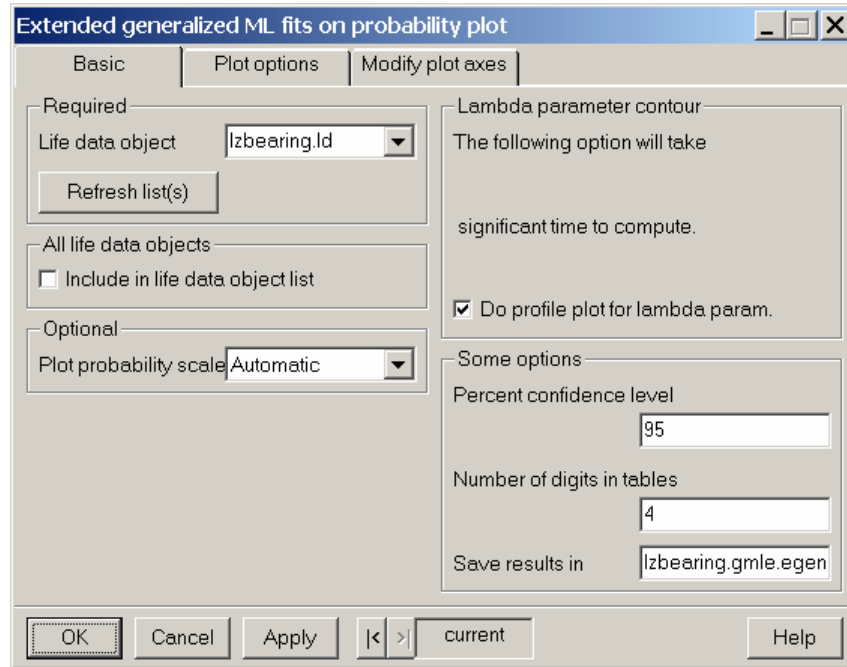 Extended generalized ML fits on probability plot
Basic
Plot options
Modify plot axes
Required
Life data object
lzbearing.ld
Refresh list(s)
All life data objects
Include in life data object list
Optional
Plot probability scale
Automatic
Lambda parameter contour
The following option will take
significant time to compute.
Do profile plot for lambda param.
Some options
Percent confidence level
95
Number of digits in tables
4
Save results in
lzbearing.gmle.egen
OK
Cancel
Apply
|<
>|
current
Help